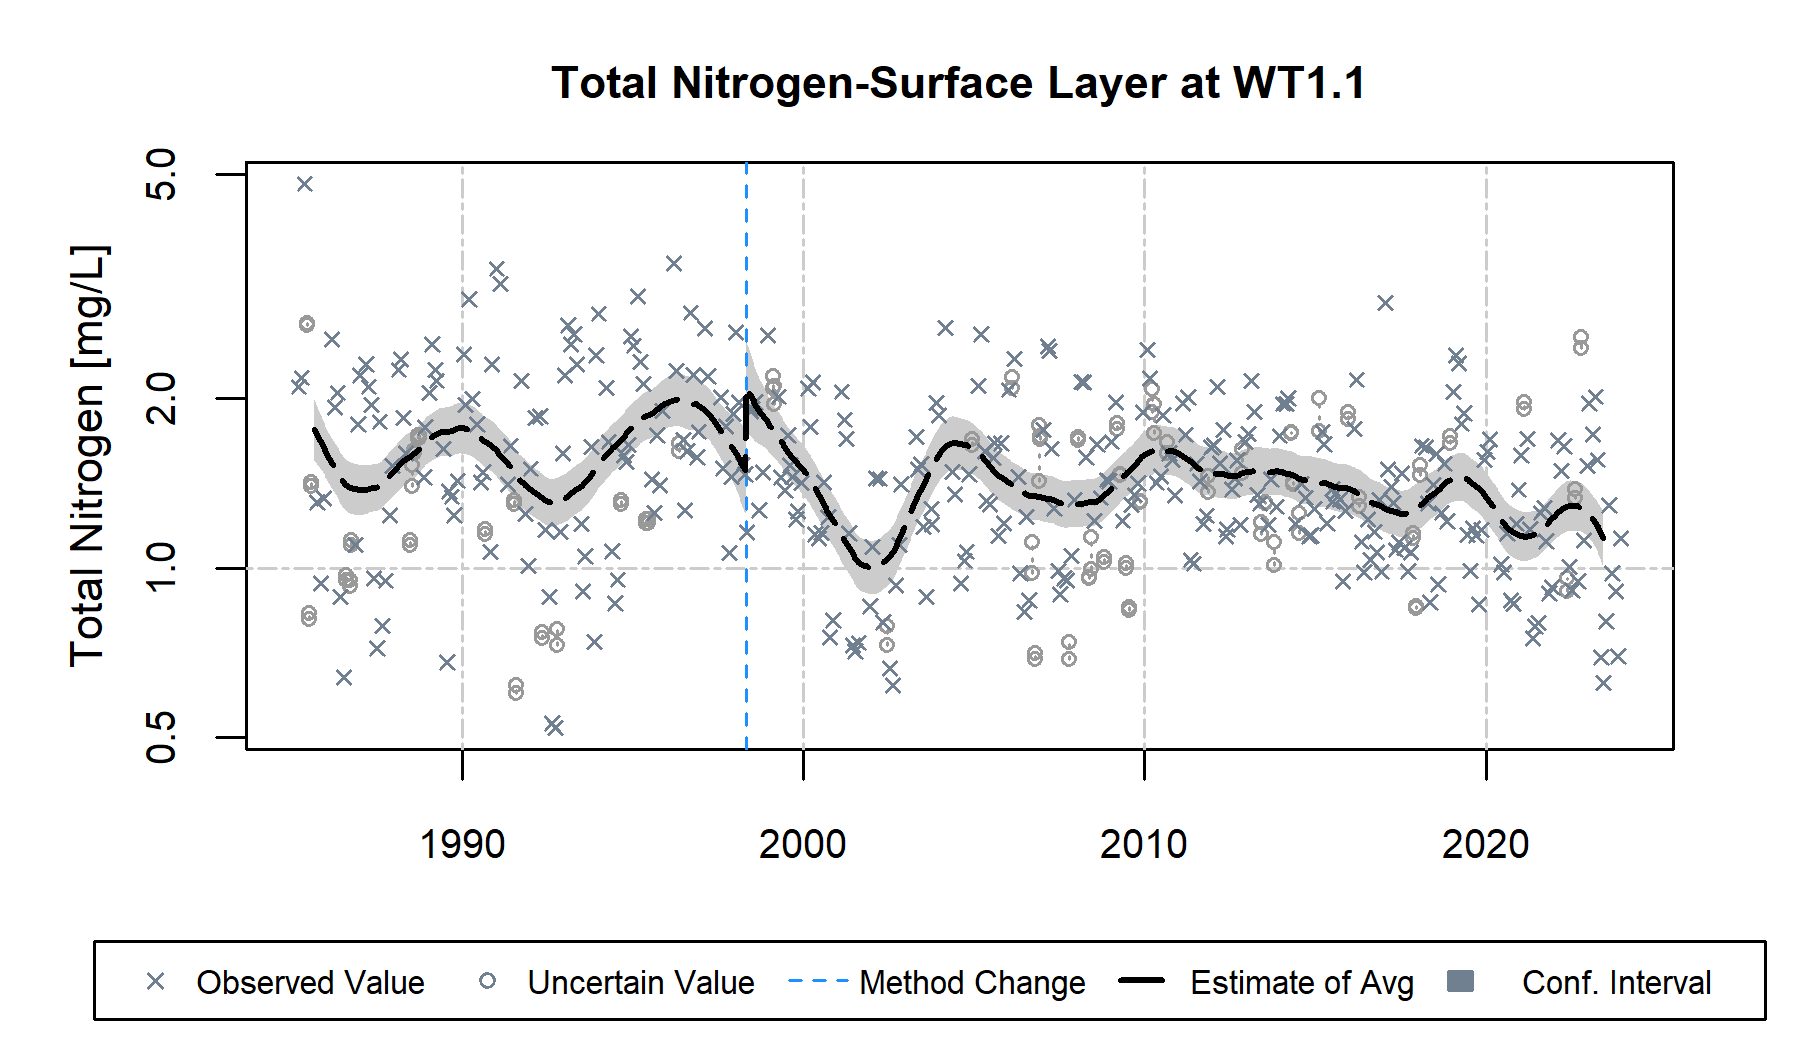 Total Nitrogen-Surface Layer at WT1.1
Total Nitrogen [mg/L]
5.0
2.0
1.0
0.5
1990 2000 2010 2020
Observed Value Uncertain Value Method Change Estimate of Avg Conf. Interval